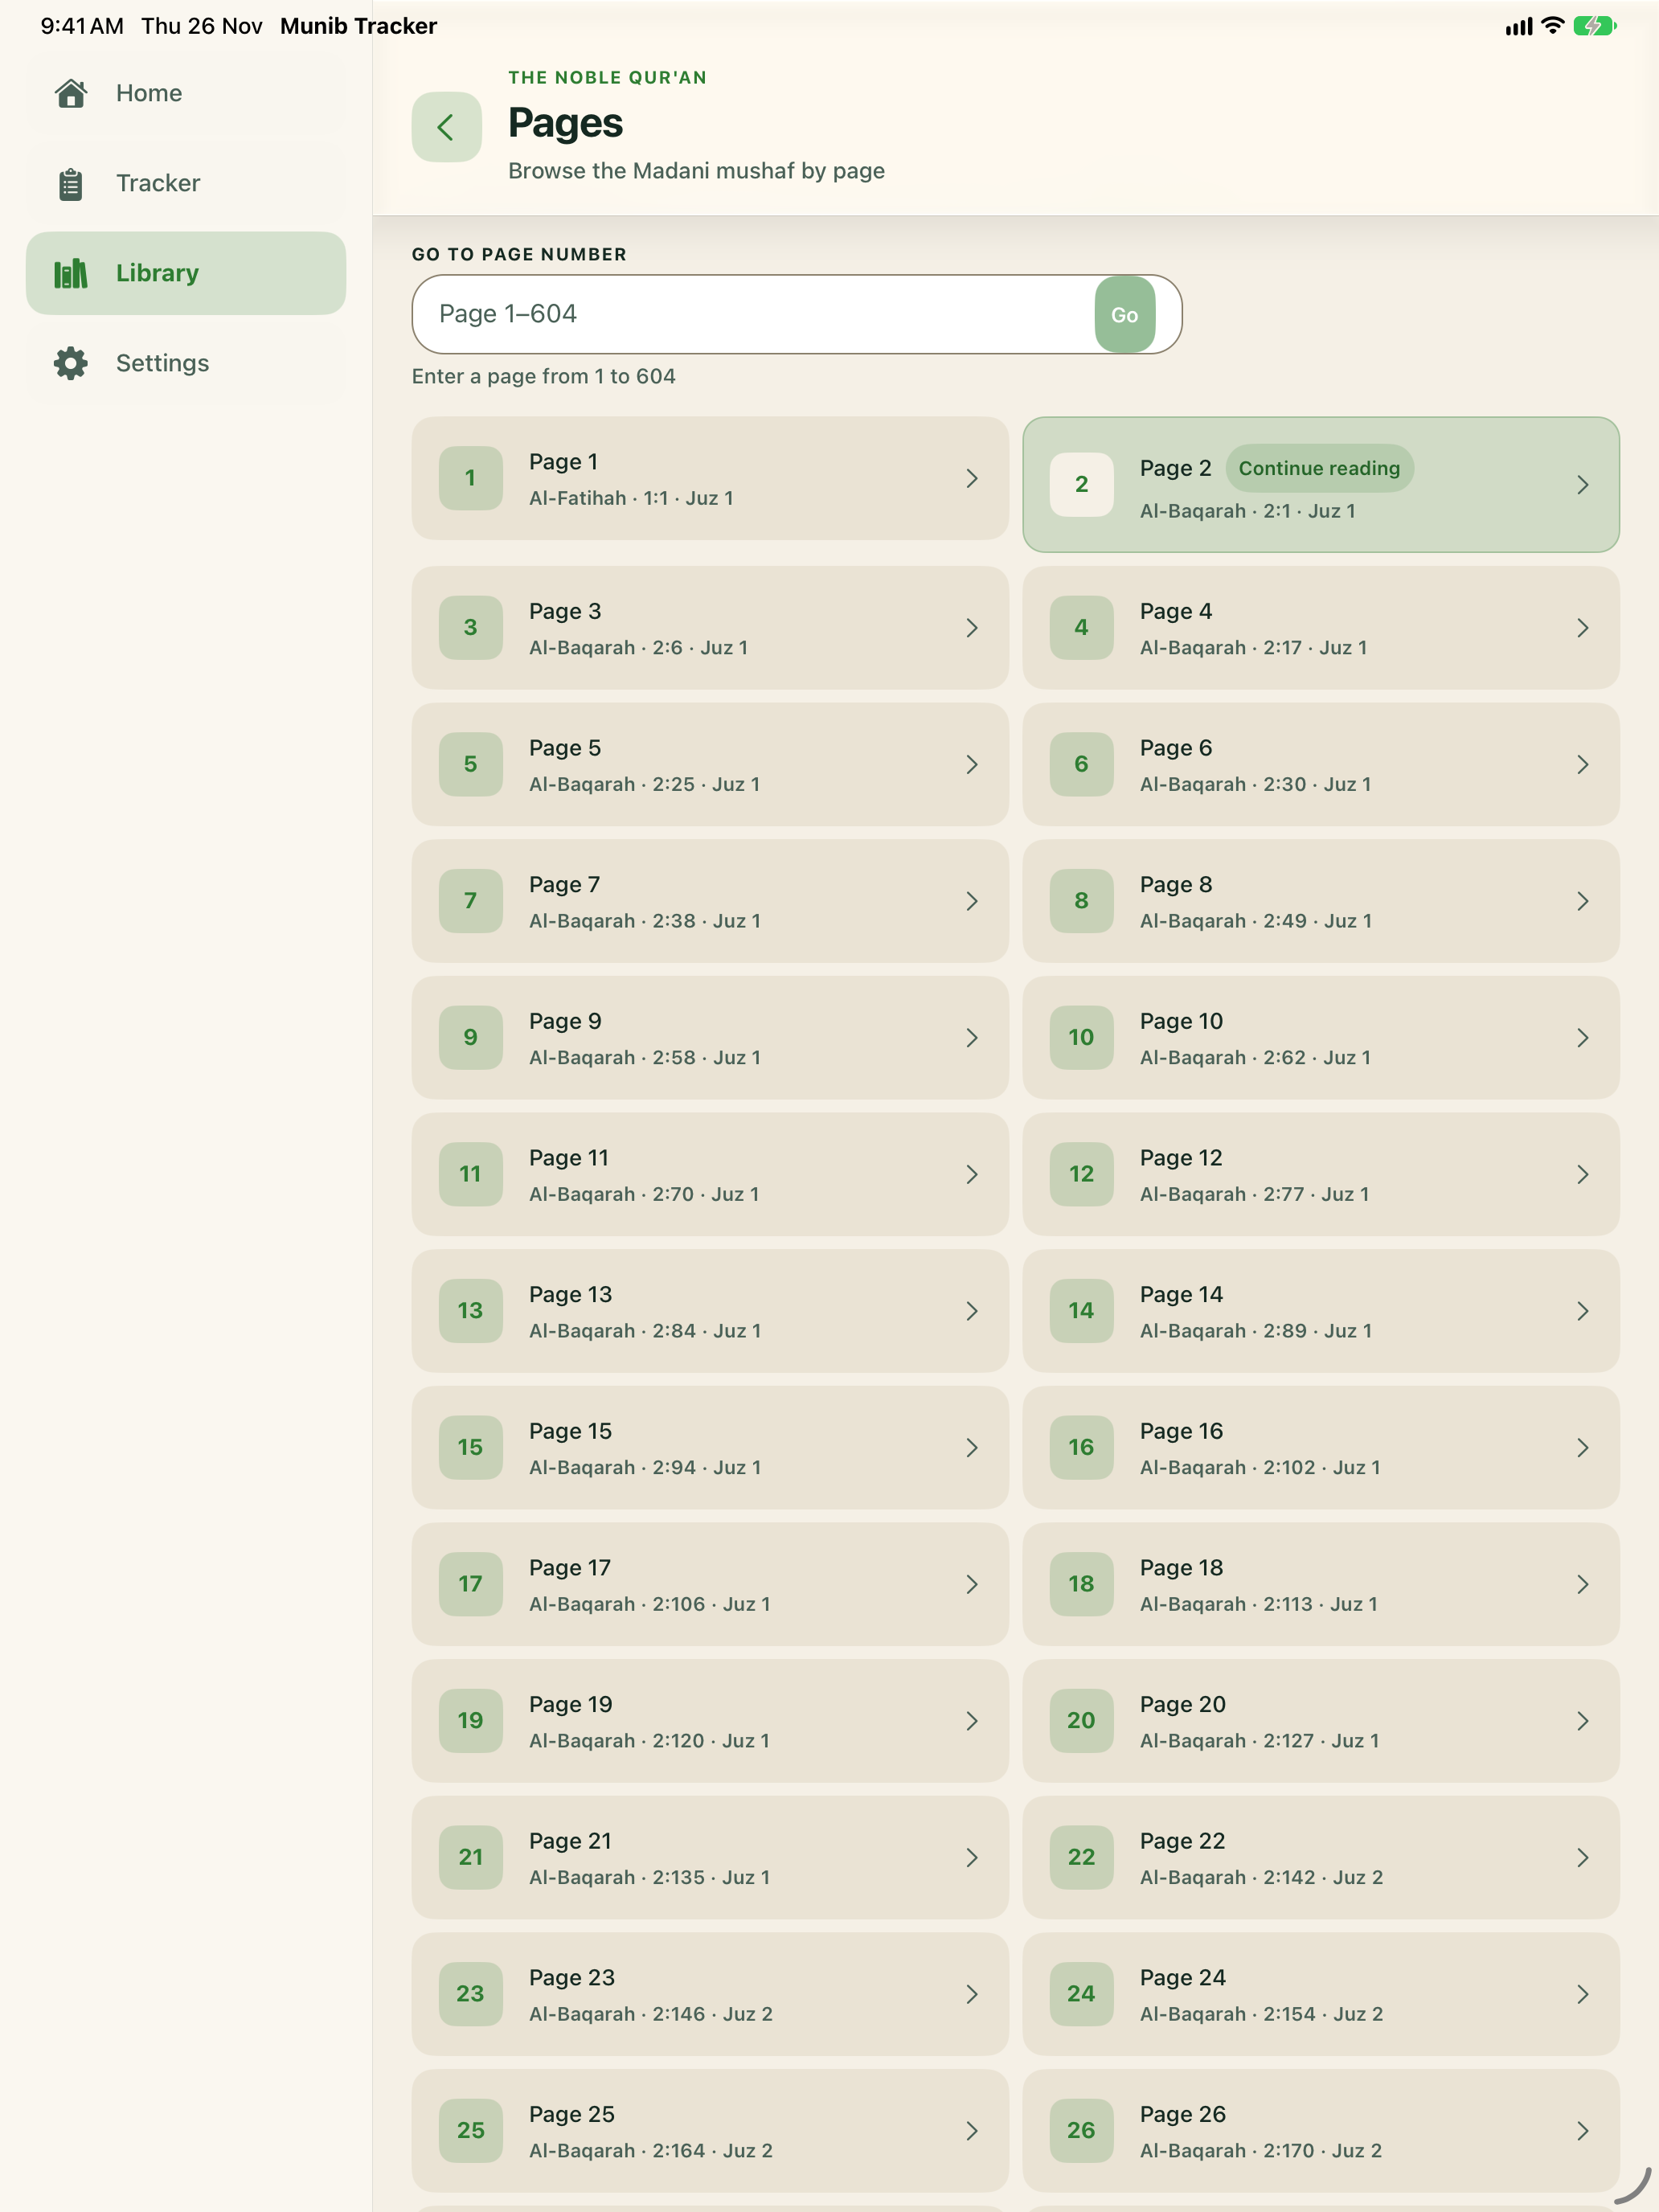 9:41 AM Thu 26 Nov Munib Tracker
Home
Tracker
Library
Settings
THE NOBLE QUR'AN
Pages
Browse the Madani mushaf by page
GO TO PAGE NUMBER
Page 1–604 Go
Enter a page from 1 to 604
1 Page 1
Al-Fatihah · 1:1 · Juz 1
2 Page 2 Continue reading
Al-Baqarah · 2:1 · Juz 1
3 Page 3
Al-Baqarah · 2:6 · Juz 1
4 Page 4
Al-Baqarah · 2:17 · Juz 1
5 Page 5
Al-Baqarah · 2:25 · Juz 1
6 Page 6
Al-Baqarah · 2:30 · Juz 1
7 Page 7
Al-Baqarah · 2:38 · Juz 1
8 Page 8
Al-Baqarah · 2:49 · Juz 1
9 Page 9
Al-Baqarah · 2:58 · Juz 1
10 Page 10
Al-Baqarah · 2:62 · Juz 1
11 Page 11
Al-Baqarah · 2:70 · Juz 1
12 Page 12
Al-Baqarah · 2:77 · Juz 1
13 Page 13
Al-Baqarah · 2:84 · Juz 1
14 Page 14
Al-Baqarah · 2:89 · Juz 1
15 Page 15
Al-Baqarah · 2:94 · Juz 1
16 Page 16
Al-Baqarah · 2:102 · Juz 1
17 Page 17
Al-Baqarah · 2:106 · Juz 1
18 Page 18
Al-Baqarah · 2:113 · Juz 1
19 Page 19
Al-Baqarah · 2:120 · Juz 1
20 Page 20
Al-Baqarah · 2:127 · Juz 1
21 Page 21
Al-Baqarah · 2:135 · Juz 1
22 Page 22
Al-Baqarah · 2:142 · Juz 2
23 Page 23
Al-Baqarah · 2:146 · Juz 2
24 Page 24
Al-Baqarah · 2:154 · Juz 2
25 Page 25
Al-Baqarah · 2:164 · Juz 2
26 Page 26
Al-Baqarah · 2:170 · Juz 2